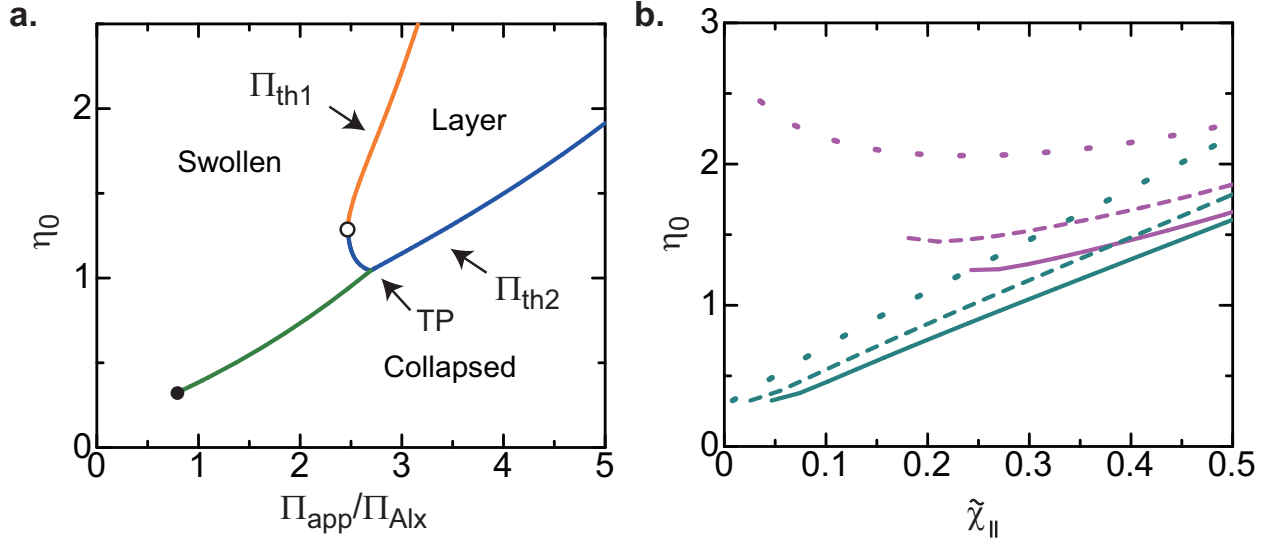 a.
η₀
0
1
2
0
1
2
3
4
5
Π_app/Π_Alx
Π_th1
Layer
Swollen
Π_th2
TP
Collapsed
b.
η₀
0
1
2
3
0
0.1
0.2
0.3
0.4
0.5
χ̃_∥